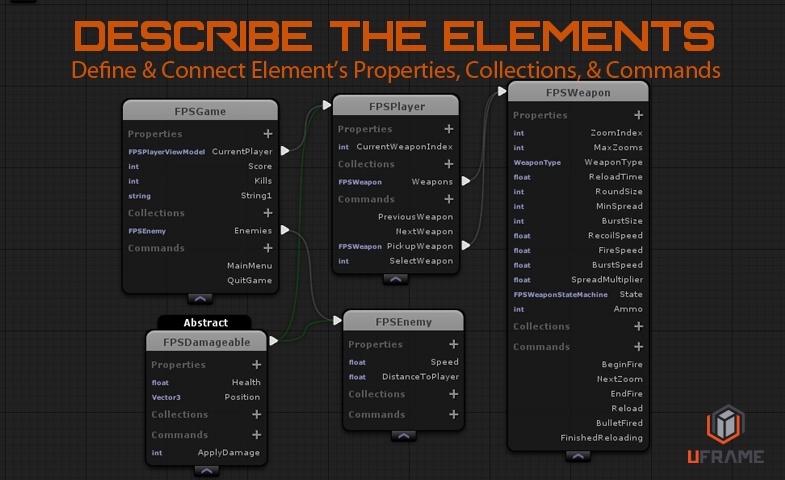 DESCRIBE THE ELEMENTS
Define & Connect Element's Properties, Collections, & Commands
FPSGame
Properties +
FPSPlayerViewModel CurrentPlayer
int Score
int Kills
string String1
Collections +
FPSEnemy Enemies
Commands +
MainMenu
QuitGame
FPSPlayer
Properties +
int CurrentWeaponIndex
Collections +
FPSWeapon Weapons
Commands +
PreviousWeapon
NextWeapon
FPSWeapon PickupWeapon
int SelectWeapon
FPSWeapon
Properties +
int ZoomIndex
int MaxZooms
WeaponType WeaponType
float ReloadTime
int RoundSize
int MinSpread
int BurstSize
float RecoilSpeed
float FireSpeed
float BurstSpeed
float SpreadMultiplier
FPSWeaponStateMachine State
int Ammo
Collections +
Commands +
BeginFire
NextZoom
EndFire
Reload
BulletFired
FinishedReloading
Abstract
FPSDamageable
Properties +
float Health
Vector3 Position
Collections +
Commands +
int ApplyDamage
FPSEnemy
Properties +
float Speed
float DistanceToPlayer
Collections +
Commands +
UFRAME